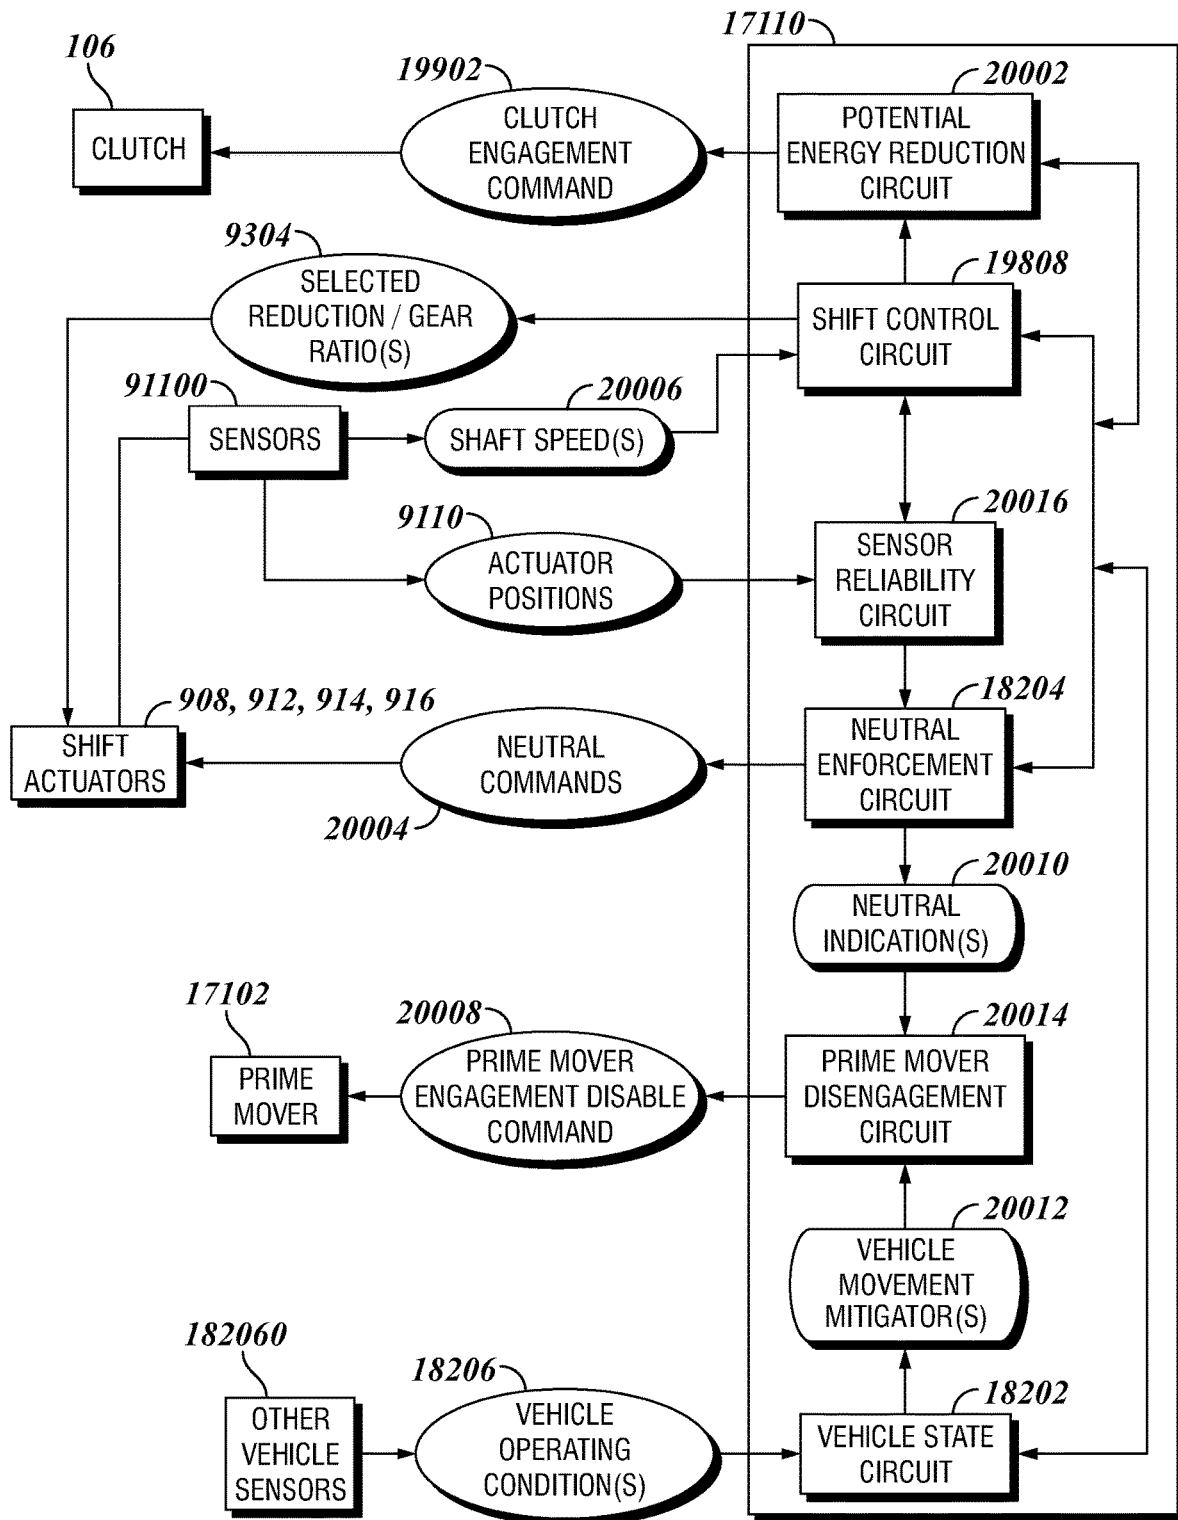 17110
106
CLUTCH
19902
CLUTCH
ENGAGEMENT
COMMAND
20002
POTENTIAL
ENERGY REDUCTION
CIRCUIT
9304
SELECTED
REDUCTION / GEAR
RATIO(S)
19808
SHIFT CONTROL
CIRCUIT
91100
SENSORS
20006
SHAFT SPEED(S)
9110
ACTUATOR
POSITIONS
20016
SENSOR
RELIABILITY
CIRCUIT
908, 912, 914, 916
SHIFT
ACTUATORS
NEUTRAL
COMMANDS
20004
18204
NEUTRAL
ENFORCEMENT
CIRCUIT
20010
NEUTRAL
INDICATION(S)
17102
PRIME
MOVER
20008
PRIME MOVER
ENGAGEMENT DISABLE
COMMAND
20014
PRIME MOVER
DISENGAGEMENT
CIRCUIT
20012
VEHICLE
MOVEMENT
MITIGATOR(S)
182060
OTHER
VEHICLE
SENSORS
18206
VEHICLE
OPERATING
CONDITION(S)
18202
VEHICLE STATE
CIRCUIT